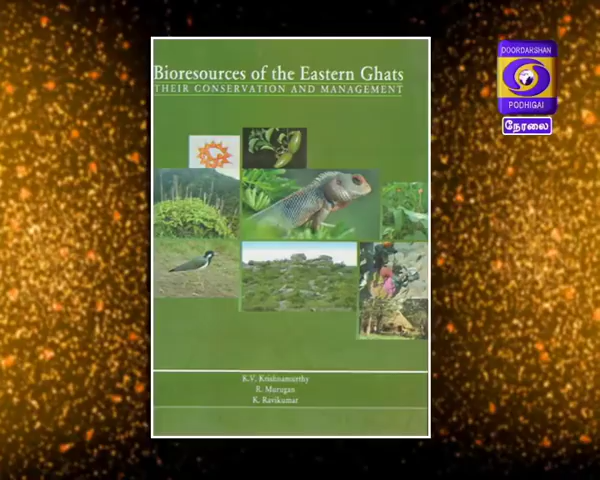 Bioresources of the Eastern Ghats
THEIR CONSERVATION AND MANAGEMENT
K.V. Krishnamurthy
R. Murugan
K. Ravikumar
DOORDARSHAN
PODHIGAI
நேரலை